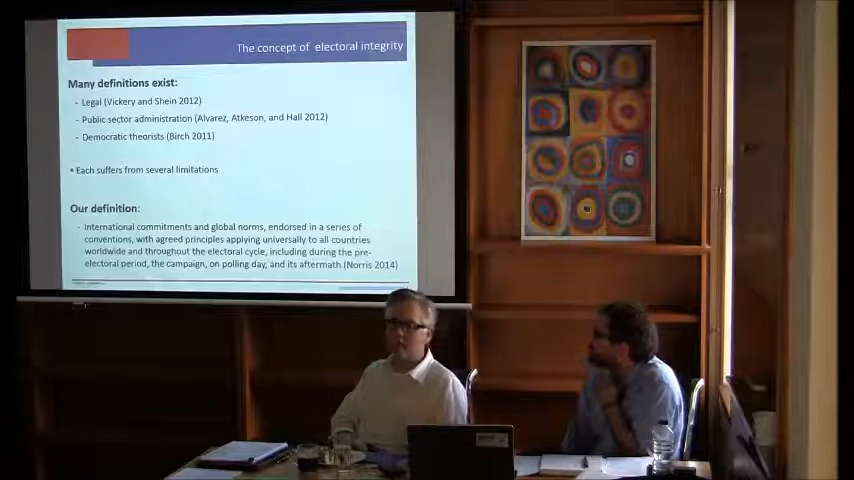 The concept of electoral integrity
Many definitions exist:
- Legal (Vickery and Shein 2012)
- Public sector administration (Alvarez, Atkeson, and Hall 2012)
- Democratic theorists (Birch 2011)
• Each suffers from several limitations
Our definition:
- International commitments and global norms, endorsed in a series of
conventions, with agreed principles applying universally to all countries
worldwide and throughout the electoral cycle, including during the pre-
electoral period, the campaign, on polling day, and its aftermath (Norris 2014)